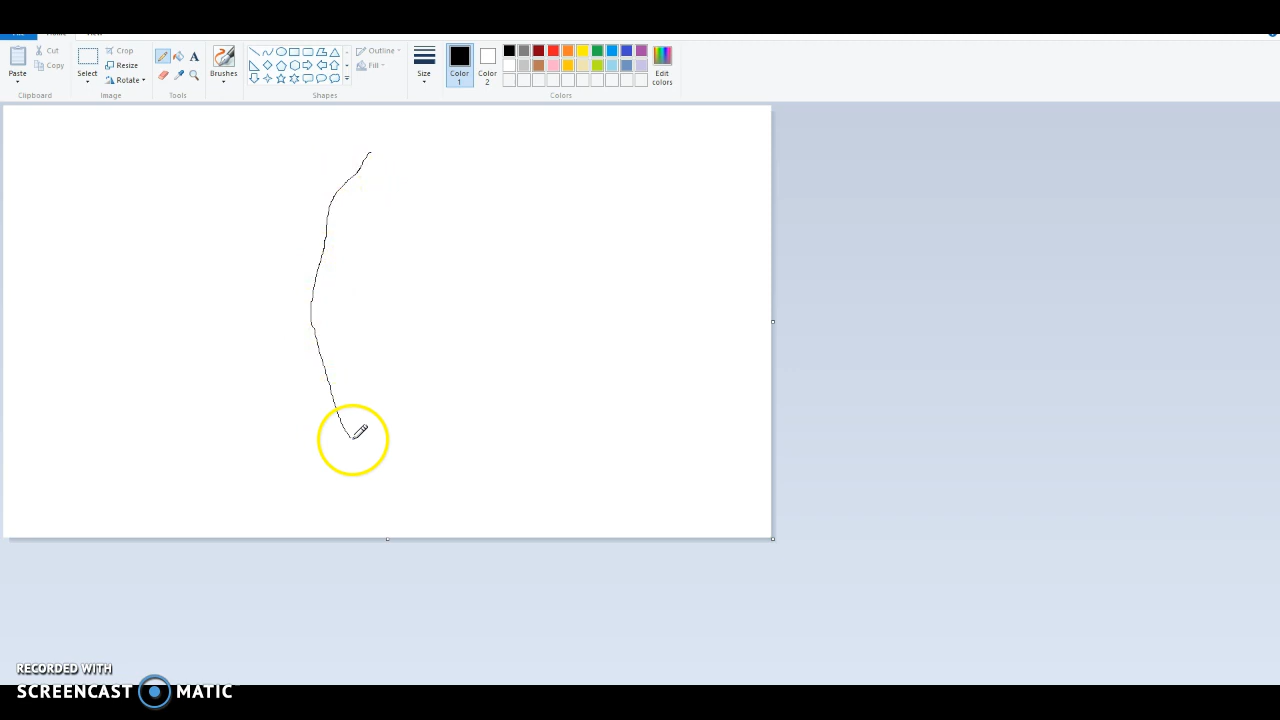 Paste
Cut
Copy
Clipboard
Select
Crop
Resize
Rotate
Image
Tools
Brushes
Shapes
Outline
Fill
Size
Color 1
Color 2
Edit colors
Colors
RECORDED WITH
SCREENCAST MATIC